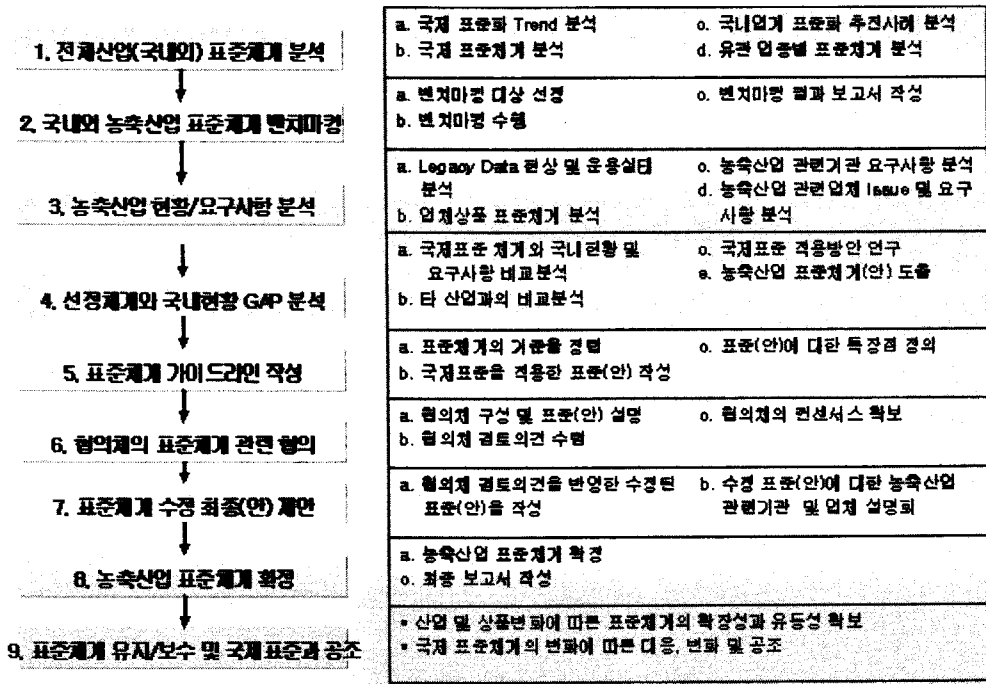 1. 전체산업(국내외) 표준체계 분석
a. 국제 표준화 Trend 분석
b. 국제 표준체계 분석
c. 국내업계 표준화 추진사례 분석
d. 유관 업종별 표준체계 분석
2. 국내외 농축산업 표준체계 벤치마킹
a. 벤치마킹 대상 선정
b. 벤치마킹 수행
c. 벤치마킹 결과 보고서 작성
3. 농축산업 현황/요구사항 분석
a. Legacy Data 현상 및 운용실태
분석
b. 업체상품 표준체계 분석
c. 농축산업 관련기관 요구사항 분석
d. 농축산업 관련업체 Issue 및 요구
사항 분석
4. 선정체계와 국내현황 GAP 분석
a. 국제표준 체계와 국내현황 및
요구사항 비교분석
b. 타 산업과의 비교분석
c. 국제표준 적용방안 연구
e. 농축산업 표준체계(안) 도출
5. 표준체계 가이드라인 작성
a. 표준체계의 기준을 정립
b. 국제표준을 적용한 표준(안) 작성
c. 표준(안)에 대한 특장점 정의
6. 협의체의 표준체계 관련 협의
a. 협의체 구성 및 표준(안) 설명
b. 협의체 검토의견 수렴
c. 협의체의 컨센서스 확보
7. 표준체계 수정 최종(안) 제안
a. 협의체 검토의견을 반영한 수정된
표준(안)을 작성
b. 수정 표준(안)에 대한 농축산업
관련기관 및 업체 설명회
8. 농축산업 표준체계 확정
a. 농축산업 표준체계 확정
c. 최종 보고서 작성
9. 표준체계 유지/보수 및 국제표준과 공조
* 산업 및 상품변화에 따른 표준체계의 확장성과 유동성 확보
* 국제 표준체계의 변화에 따른 대응, 변화 및 공조